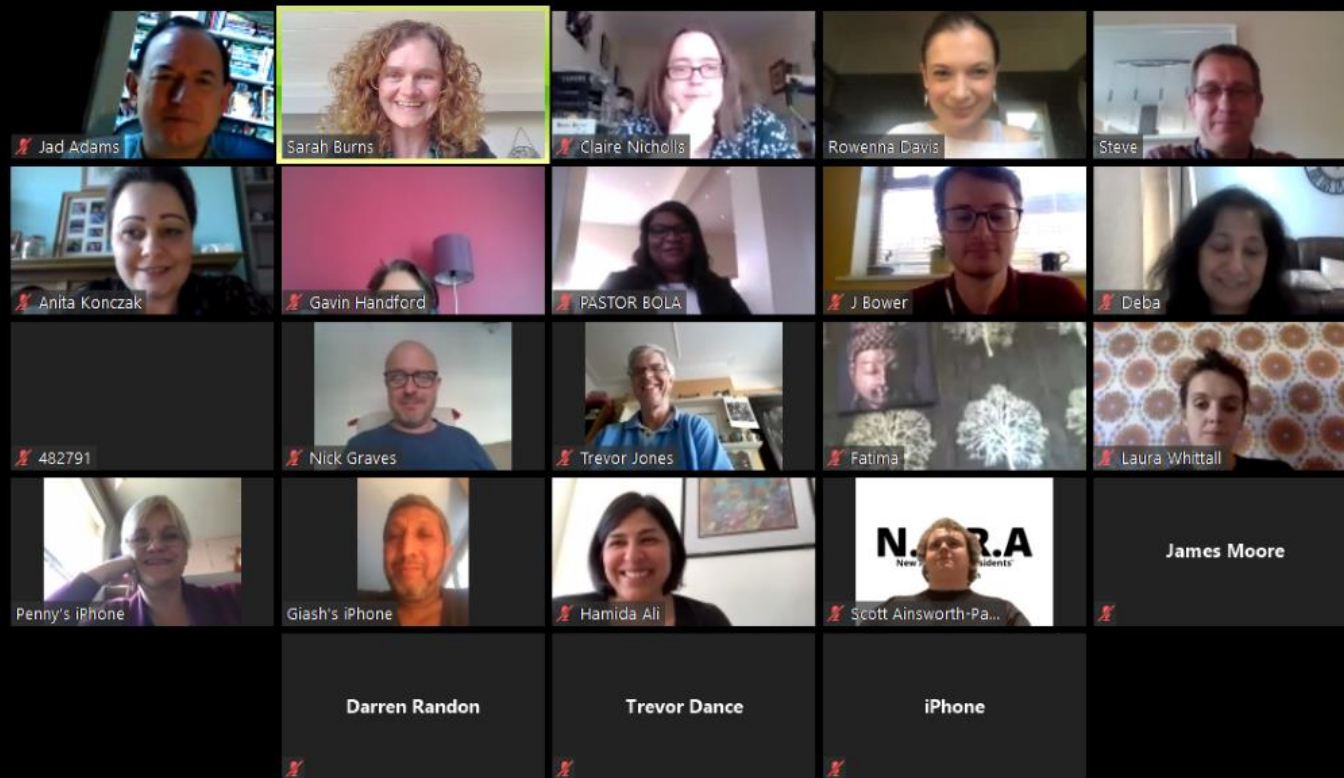 Jad Adams
Sarah Burns
Claire Nicholls
Rowenna Davis
Steve
Anita Konczak
Gavin Handford
PASTOR BOLA
J Bower
Deba
482791
Nick Graves
Trevor Jones
Fatima
Laura Whittall
Penny's iPhone
Giash's iPhone
Hamida Ali
N. R.A
New sidents'
Scott Ainsworth-Pa...
James Moore
Darren Randon
Trevor Dance
iPhone